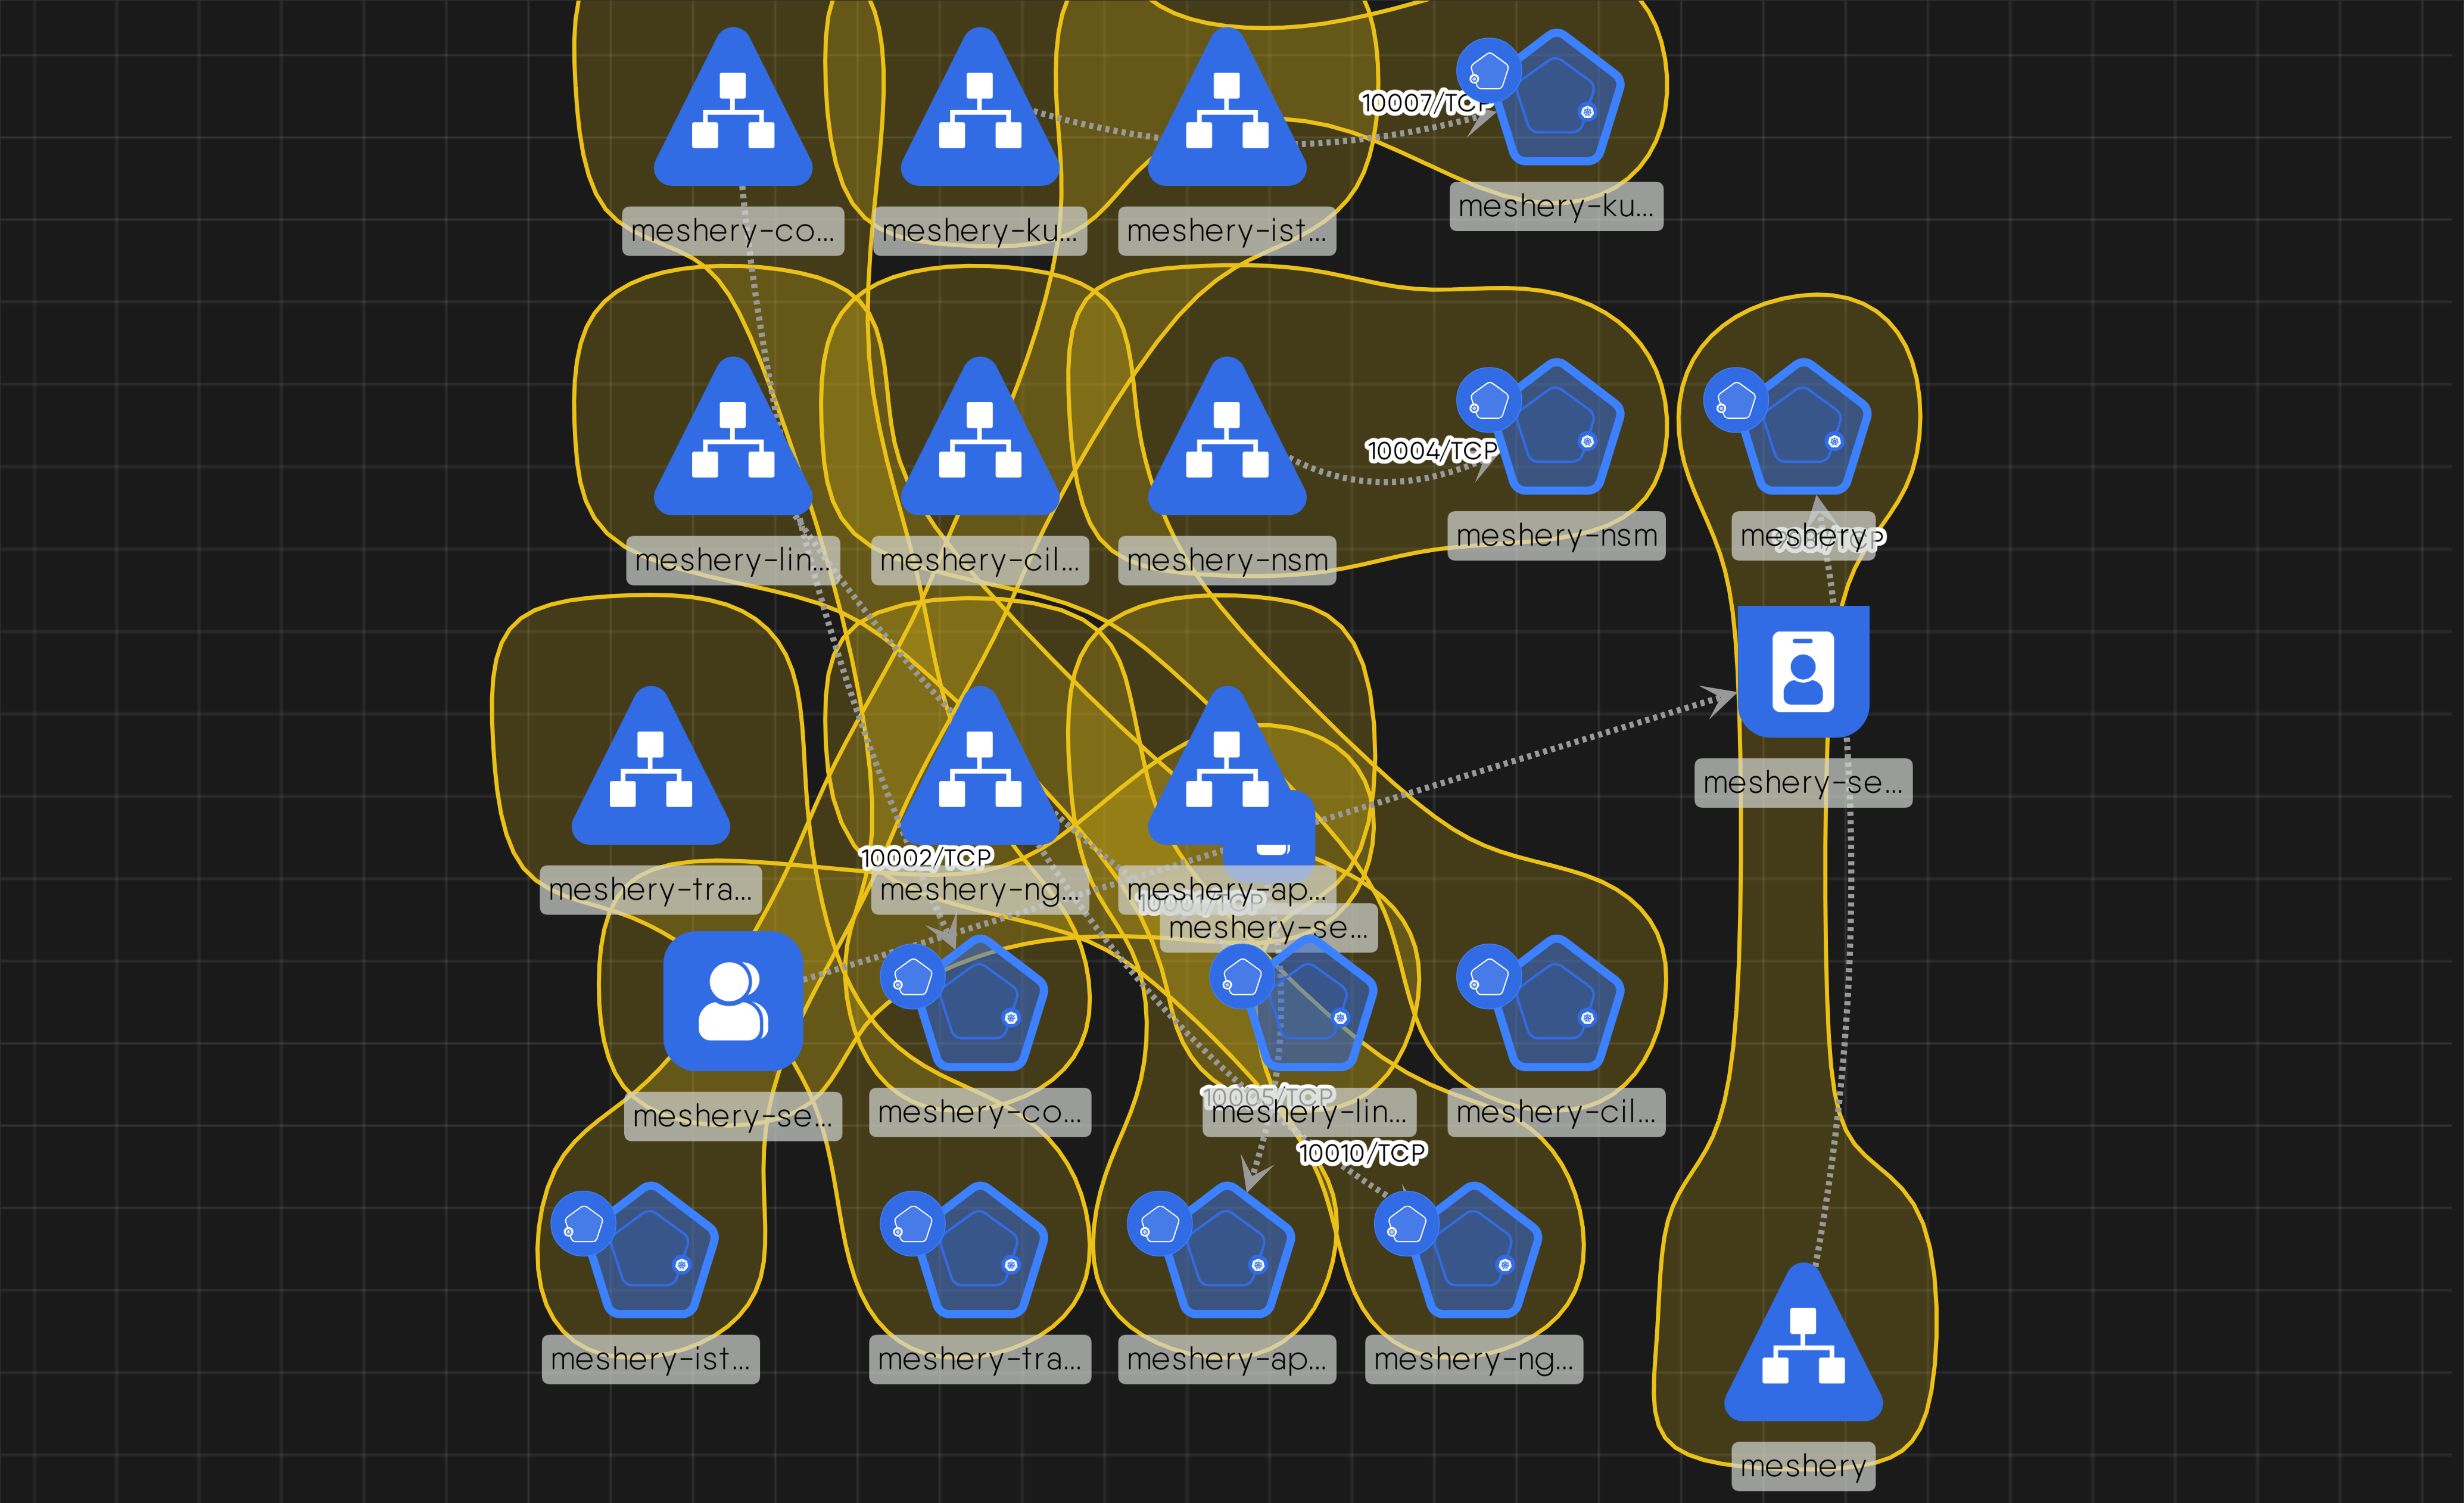 10007/TCP
meshery-ku...
meshery-co...
meshery-ku...
meshery-ist...
10004/TCP
meshery-nsm
meshery
meshery-lin...
meshery-cil...
meshery-nsm
meshery-se...
10002/TCP
meshery-tra...
meshery-ng...
meshery-ap...
10001/TCP
meshery-se...
10005/TCP
meshery-se...
meshery-co...
meshery-lin...
meshery-cil...
10010/TCP
meshery-ist...
meshery-tra...
meshery-ap...
meshery-ng...
meshery